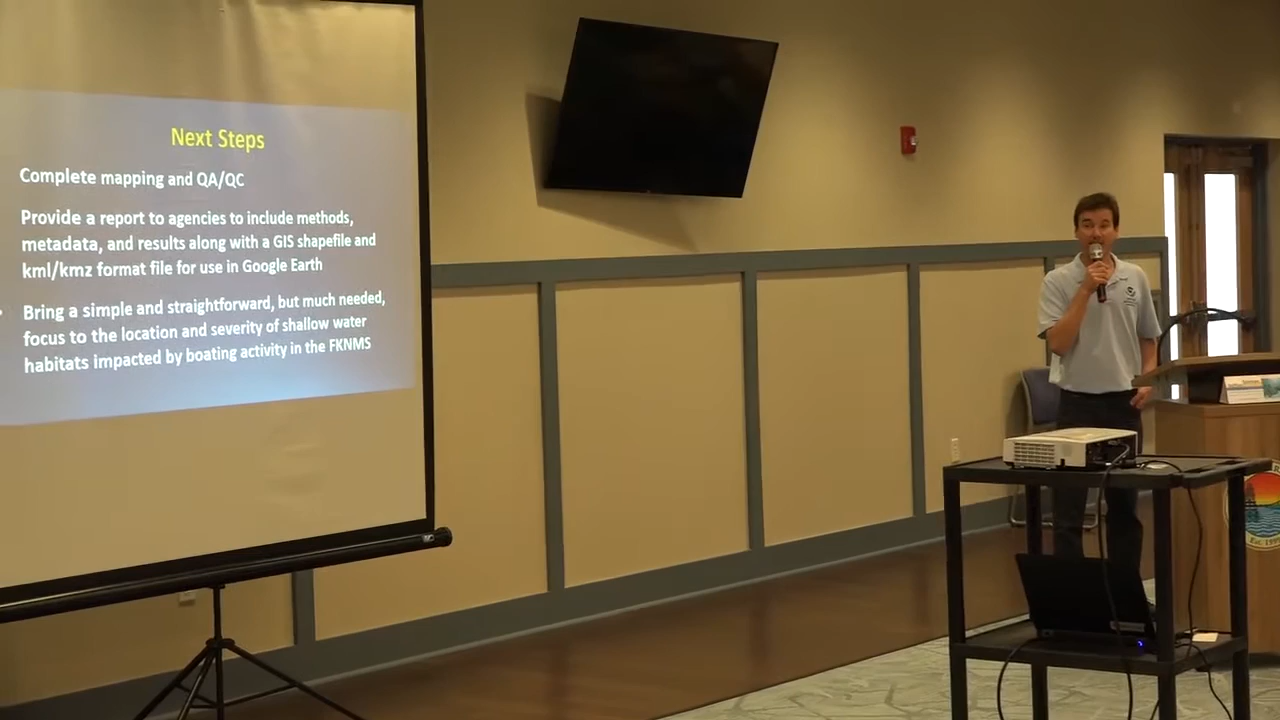 Next Steps
Complete mapping and QA/QC
Provide a report to agencies to include methods,
metadata, and results along with a GIS shapefile and
kml/kmz format file for use in Google Earth
Bring a simple and straightforward, but much needed,
focus to the location and severity of shallow water
habitats impacted by boating activity in the FKNMS
Est. 199